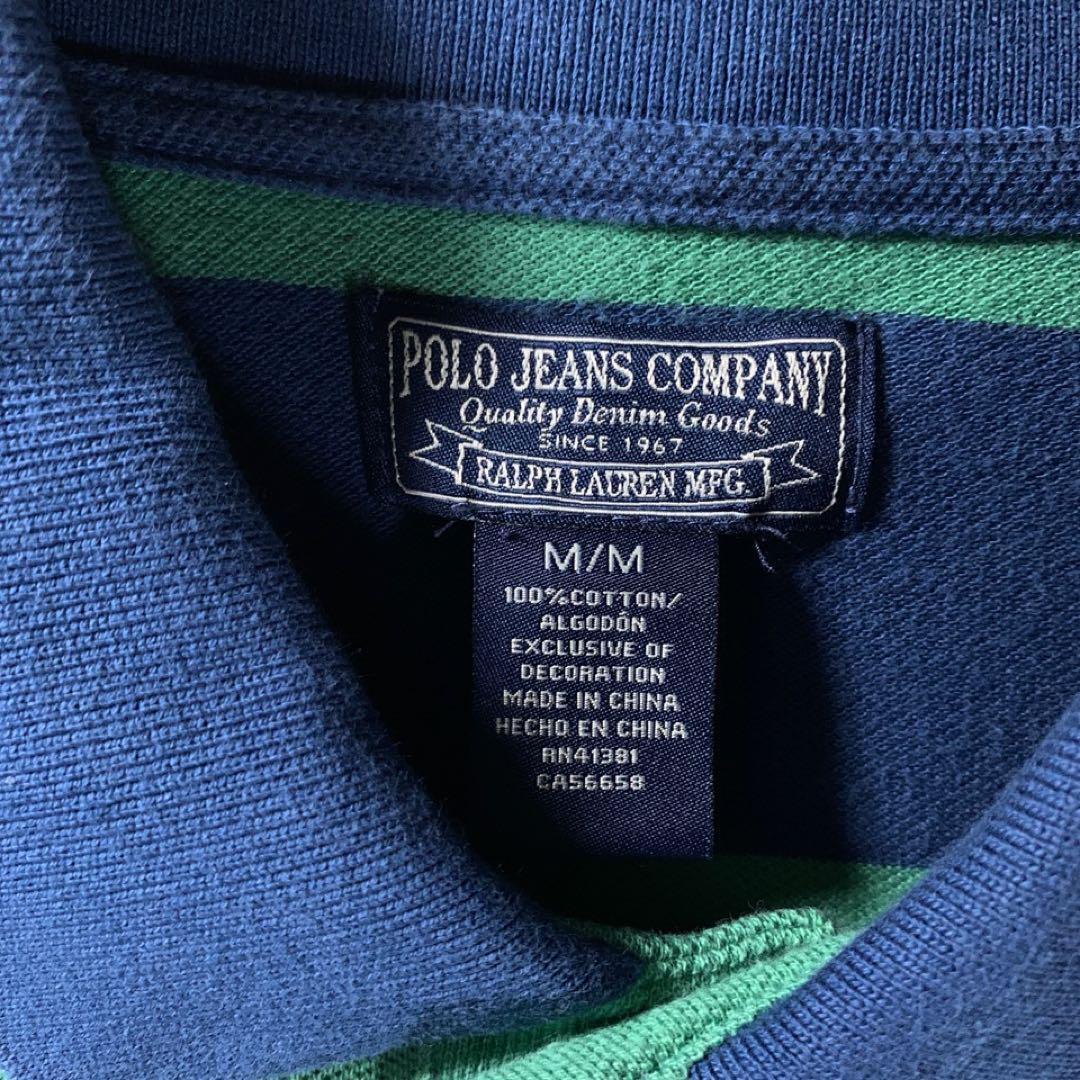 POLO JEANS COMPANY
Quality Denim Goods
SINCE 1967
RALPH LAUREN MFG.
M/M
100%COTTON/
ALGODÓN
EXCLUSIVE OF
DECORATION
MADE IN CHINA
HECHO EN CHINA
RN41381
CA56658